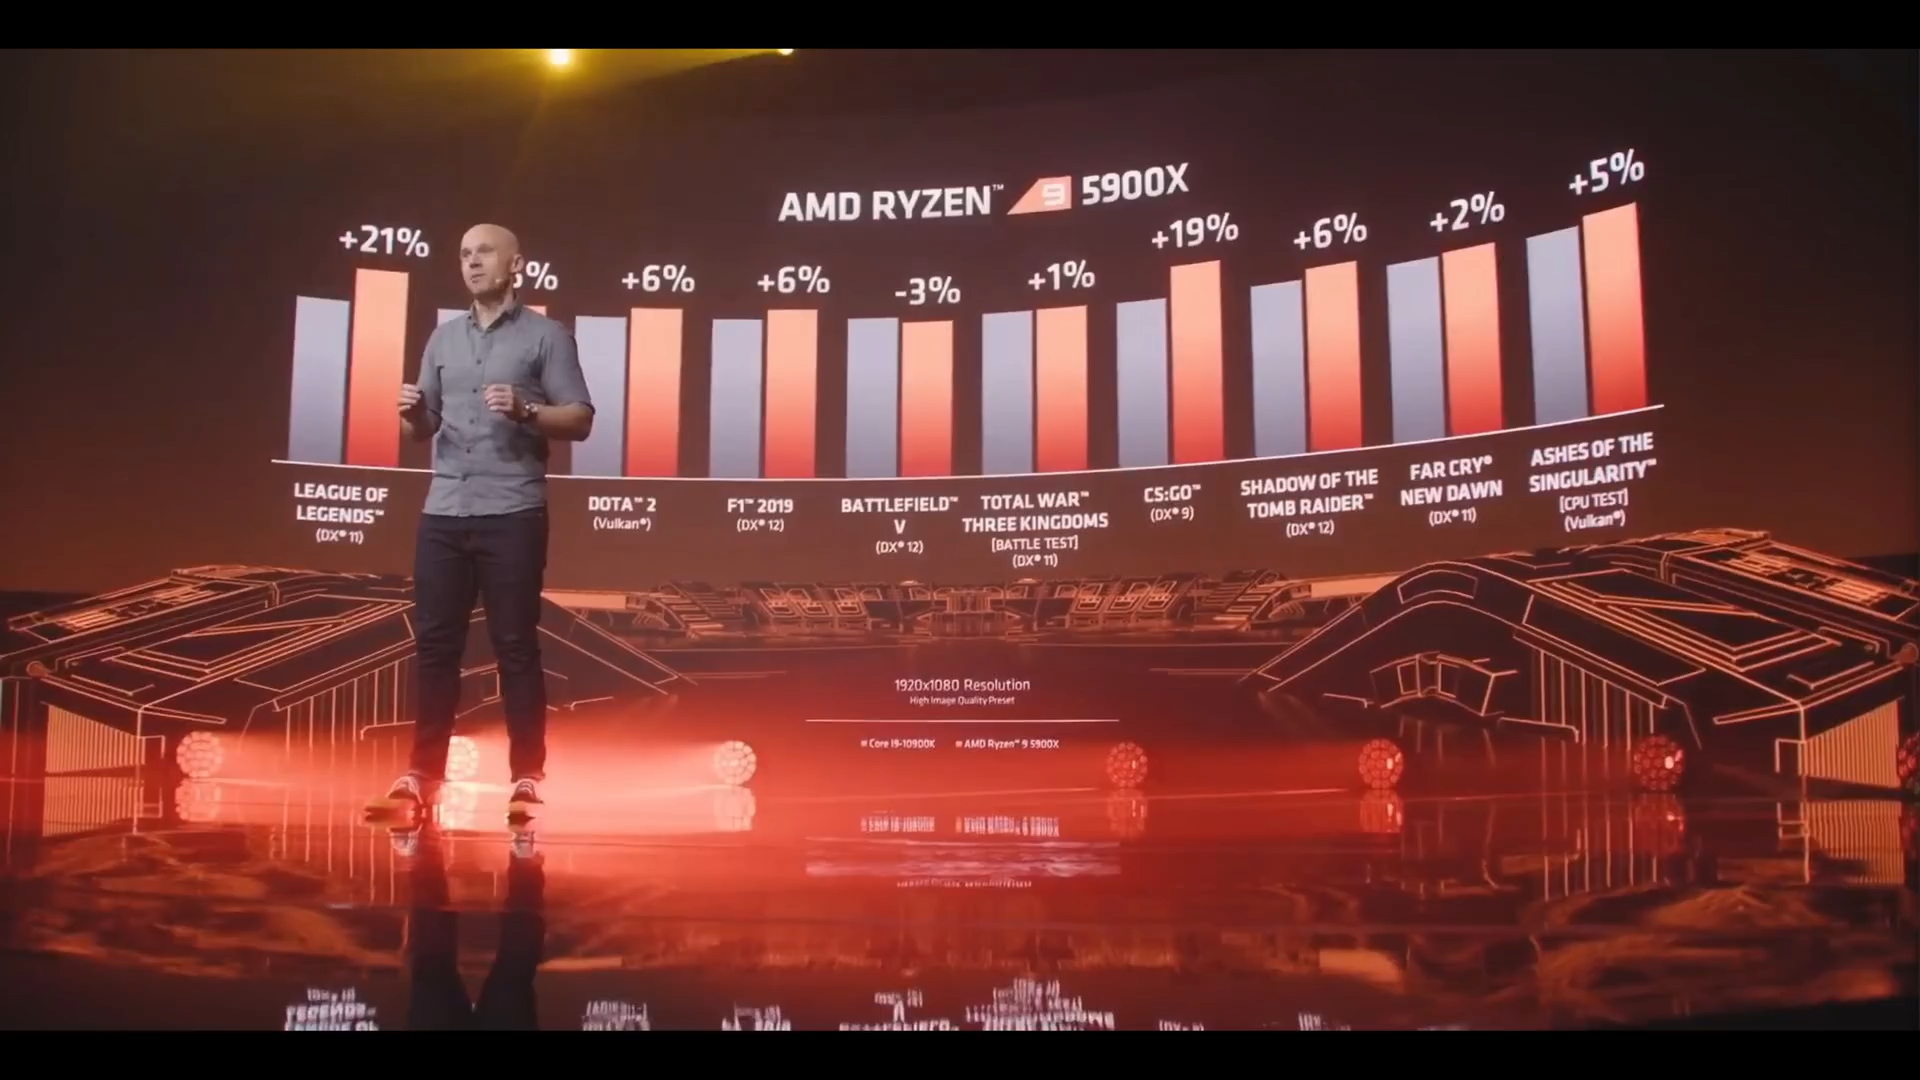 AMD RYZEN™ 9 5900X
+21%
%
+6%
+6%
-3%
+1%
+19%
+6%
+2%
+5%
LEAGUE OF
LEGENDS™
(DX® 11)
DOTA™ 2
(Vulkan®)
F1™ 2019
(DX® 12)
BATTLEFIELD™
V
(DX® 12)
TOTAL WAR™
THREE KINGDOMS
[BATTLE TEST]
(DX® 11)
CS:GO™
(DX® 9)
SHADOW OF THE
TOMB RAIDER™
(DX® 12)
FAR CRY®
NEW DAWN
(DX® 11)
ASHES OF THE
SINGULARITY™
[CPU TEST]
(Vulkan®)
1920x1080 Resolution
High Image Quality Preset
Core i9-10900K
AMD Ryzen™ 9 5900X